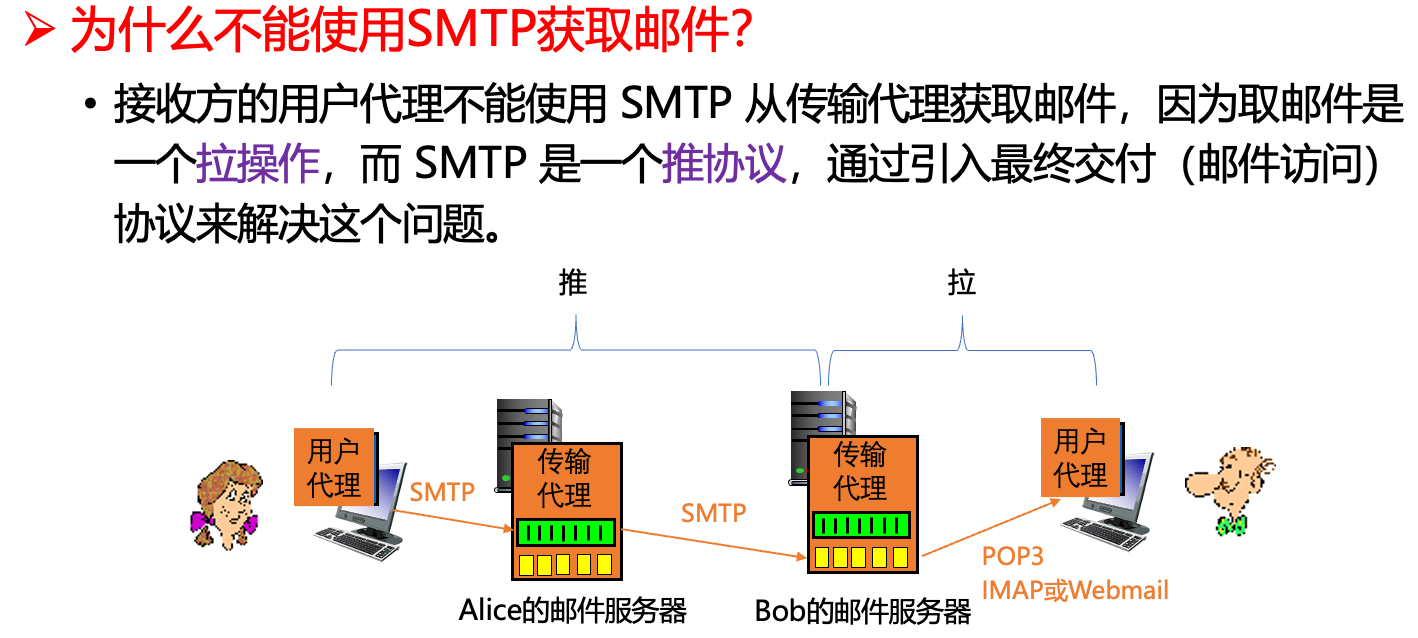 ➢ 为什么不能使用SMTP获取邮件？
• 接收方的用户代理不能使用 SMTP 从传输代理获取邮件，因为取邮件是
一个拉操作，而 SMTP 是一个推协议，通过引入最终交付（邮件访问）
协议来解决这个问题。
推
拉
用户
代理
SMTP
传输
代理
SMTP
传输
代理
用户
代理
POP3
IMAP或Webmail
Alice的邮件服务器
Bob的邮件服务器